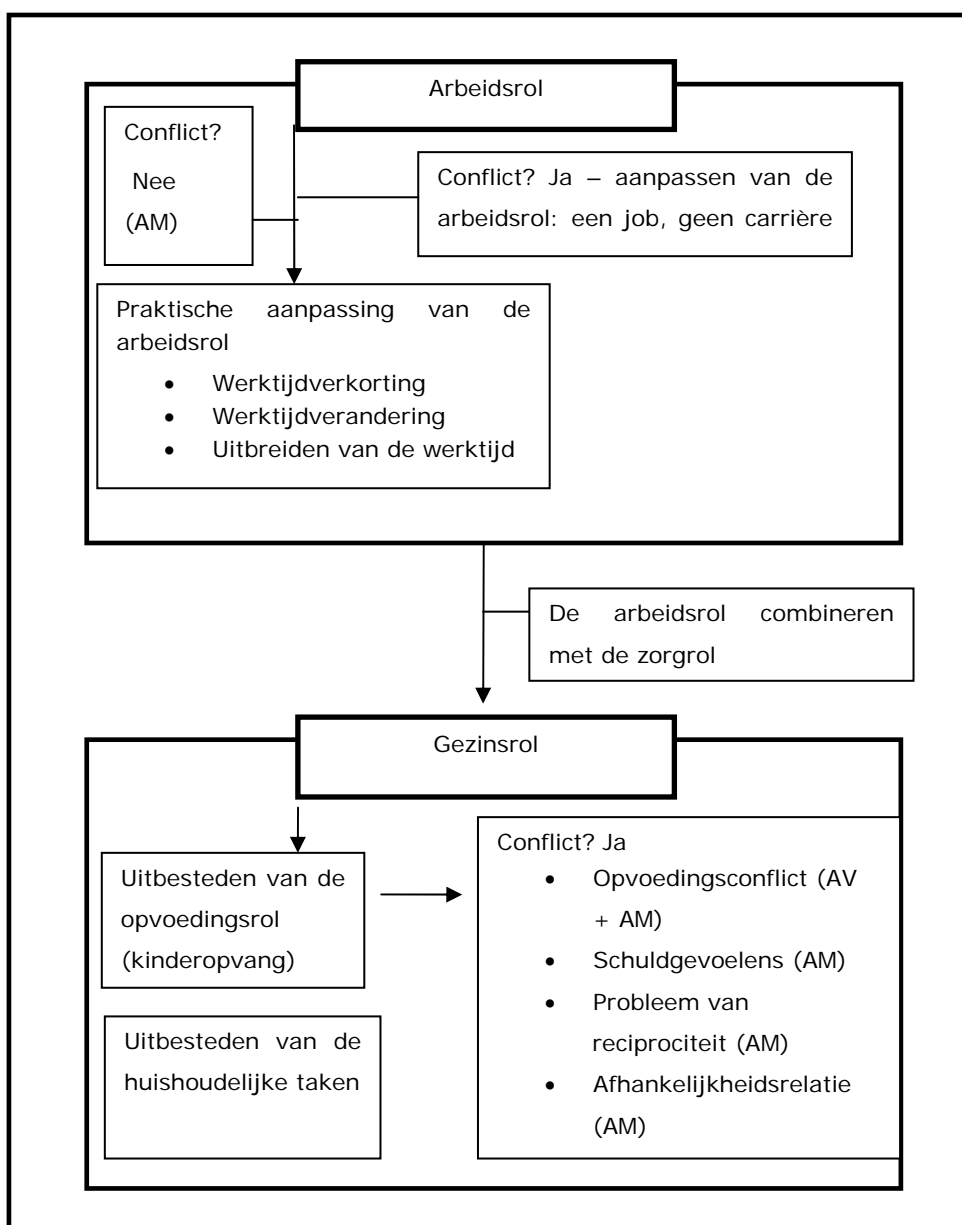 Arbeidsrol
Conflict?
Nee
(AM)
Conflict? Ja – aanpassen van de
arbeidsrol: een job, geen carrière
Praktische aanpassing van de
arbeidsrol
• Werktijdverkorting
• Werktijdverandering
• Uitbreiden van de werktijd
De arbeidsrol combineren
met de zorgrol
Gezinsrol
Uitbesteden van de
opvoedingsrol
(kinderopvang)
Uitbesteden van de
huishoudelijke taken
Conflict? Ja
• Opvoedingsconflict (AV
+ AM)
• Schuldgevoelens (AM)
• Probleem van
reciprociteit (AM)
• Afhankelijkheidsrelatie
(AM)